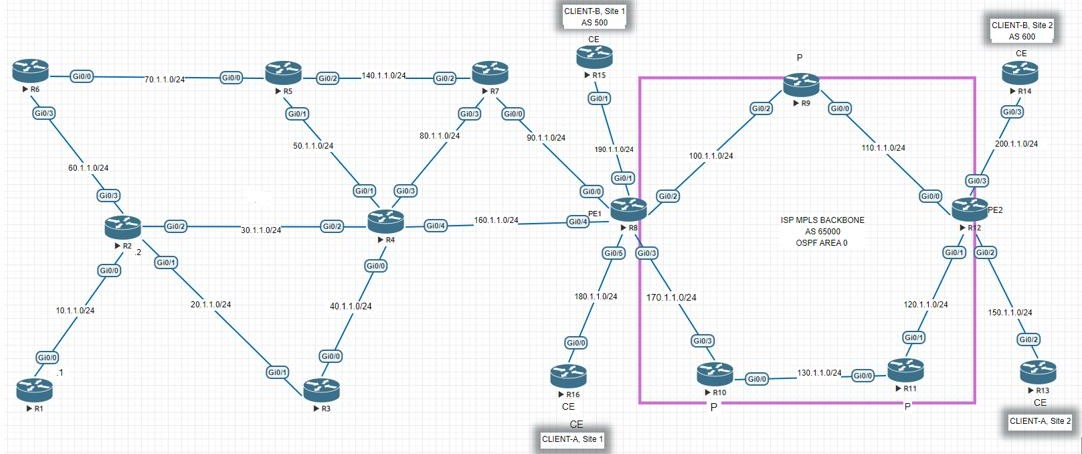 CLIENT-B, Site 1
AS 500
CE
R15
Gi0/1
190.1.1.0/24
Gi0/1
CLIENT-B, Site 2
AS 600
CE
R14
Gi0/3
200.1.1.0/24
Gi0/3
R6
Gi0/0
70.1.1.0/24
Gi0/0
R5
Gi0/2
140.1.1.0/24
Gi0/2
R7
Gi0/3
Gi0/1
Gi0/3
Gi0/0
60.1.1.0/24
50.1.1.0/24
80.1.1.0/24
90.1.1.0/24
Gi0/3
Gi0/1
Gi0/3
Gi0/0
P
R9
Gi0/2
Gi0/0
100.1.1.0/24
110.1.1.0/24
Gi0/2
Gi0/0
R2
.2
Gi0/2
30.1.1.0/24
Gi0/2
R4
Gi0/4
160.1.1.0/24
Gi0/4
PE1
R8
ISP MPLS BACKBONE
AS 65000
OSPF AREA 0
PE2
R12
Gi0/0
Gi0/1
Gi0/0
Gi0/5
Gi0/3
Gi0/1
Gi0/2
10.1.1.0/24
20.1.1.0/24
40.1.1.0/24
180.1.1.0/24
170.1.1.0/24
120.1.1.0/24
150.1.1.0/24
Gi0/0
.1
R1
Gi0/1
Gi0/0
R3
Gi0/0
R16
CE
CE
CLIENT-A, Site 1
Gi0/3
R10
P
Gi0/0
130.1.1.0/24
Gi0/0
Gi0/1
R11
P
Gi0/2
R13
CE
CLIENT-A, Site 2